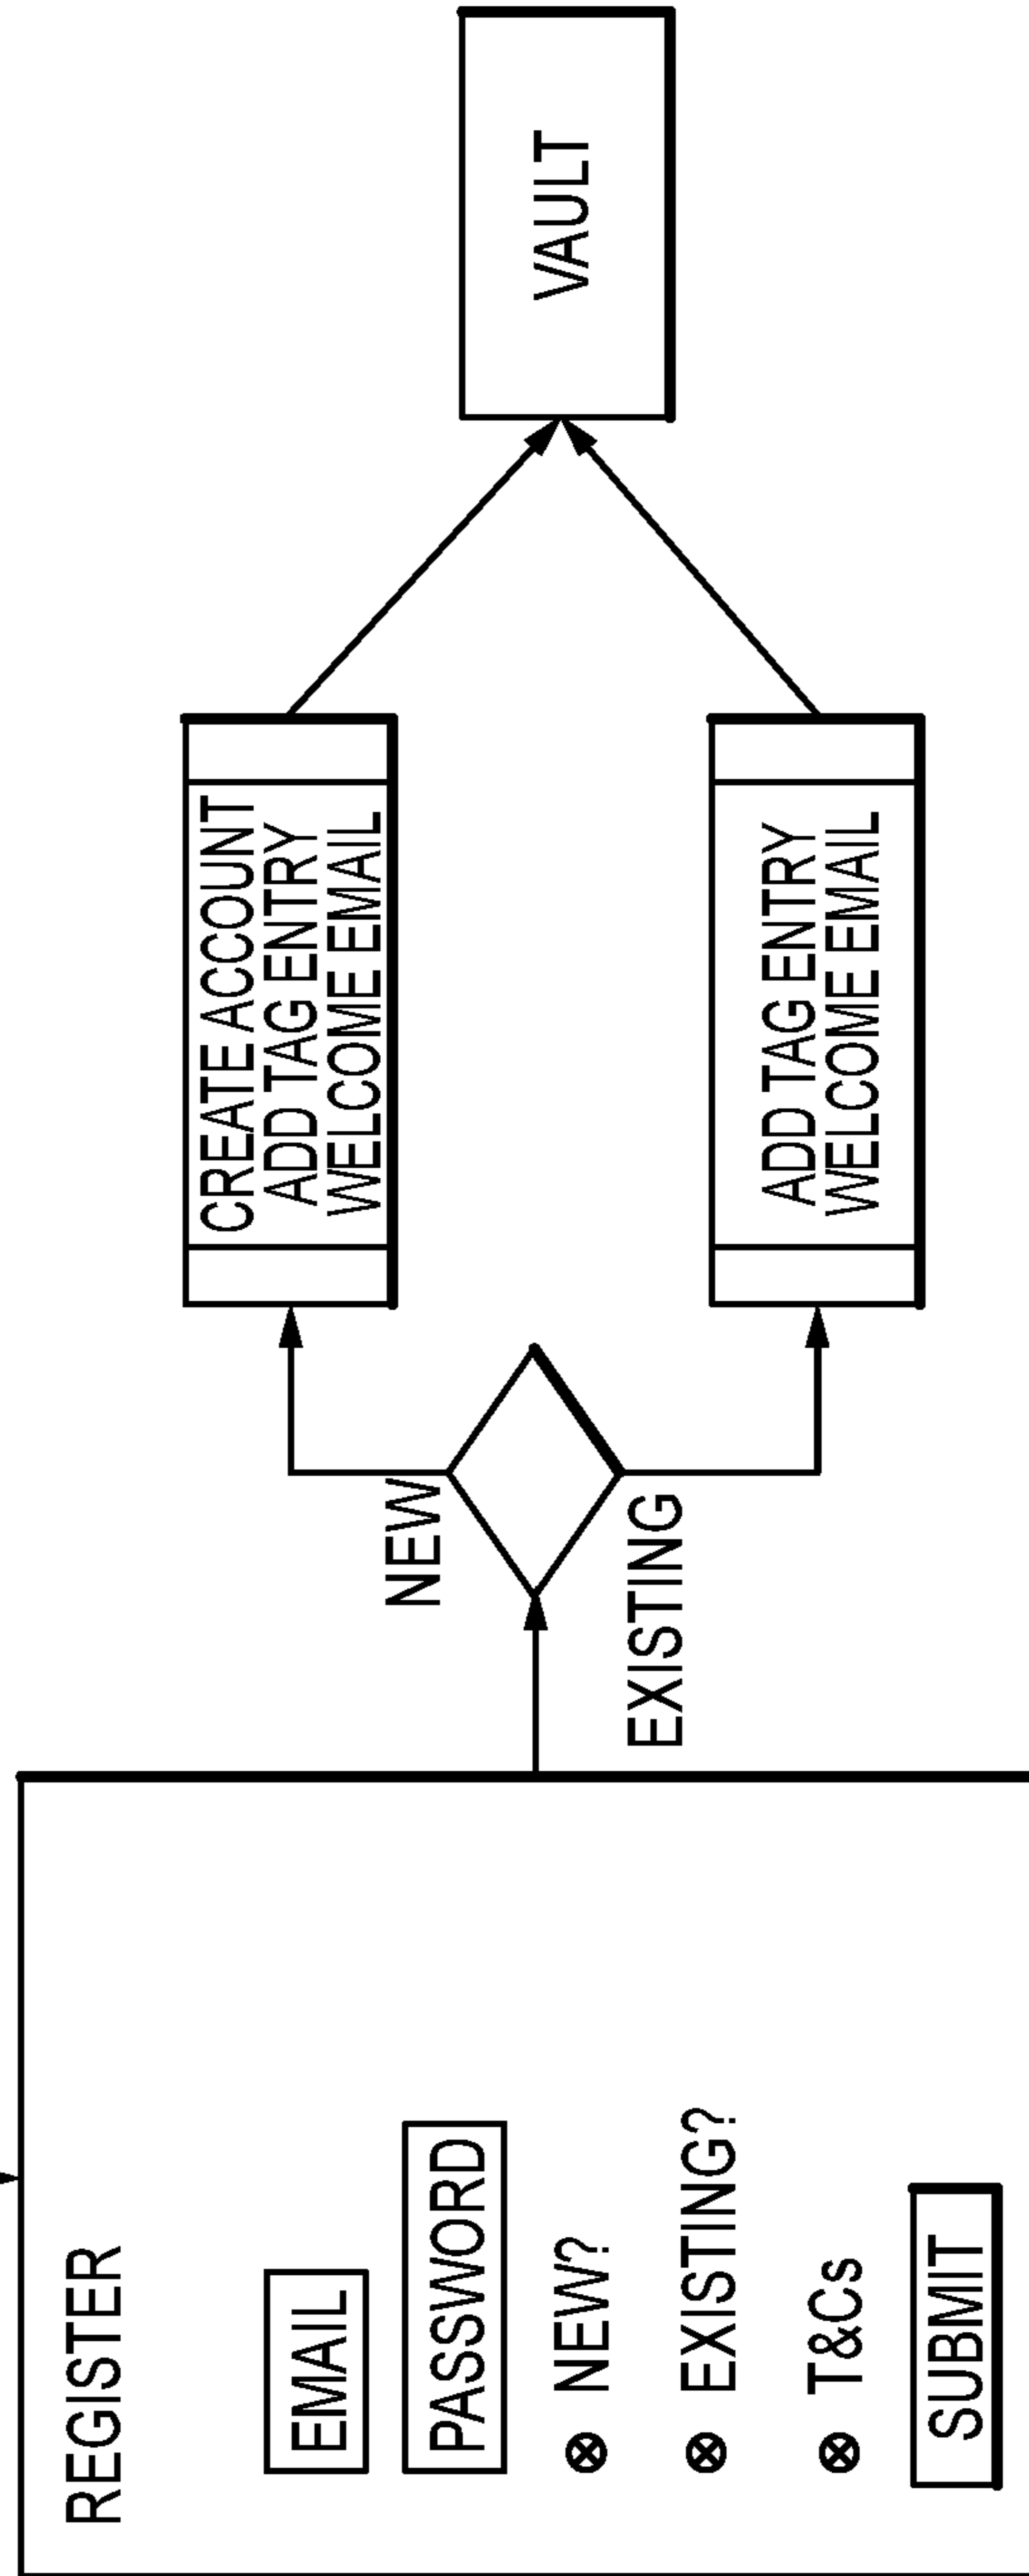 REGISTER
EMAIL
PASSWORD
NEW?
EXISTING?
T&Cs
SUBMIT
NEW
EXISTING
CREATE ACCOUNT
ADD TAG ENTRY
WELCOME EMAIL
ADD TAG ENTRY
WELCOME EMAIL
VAULT